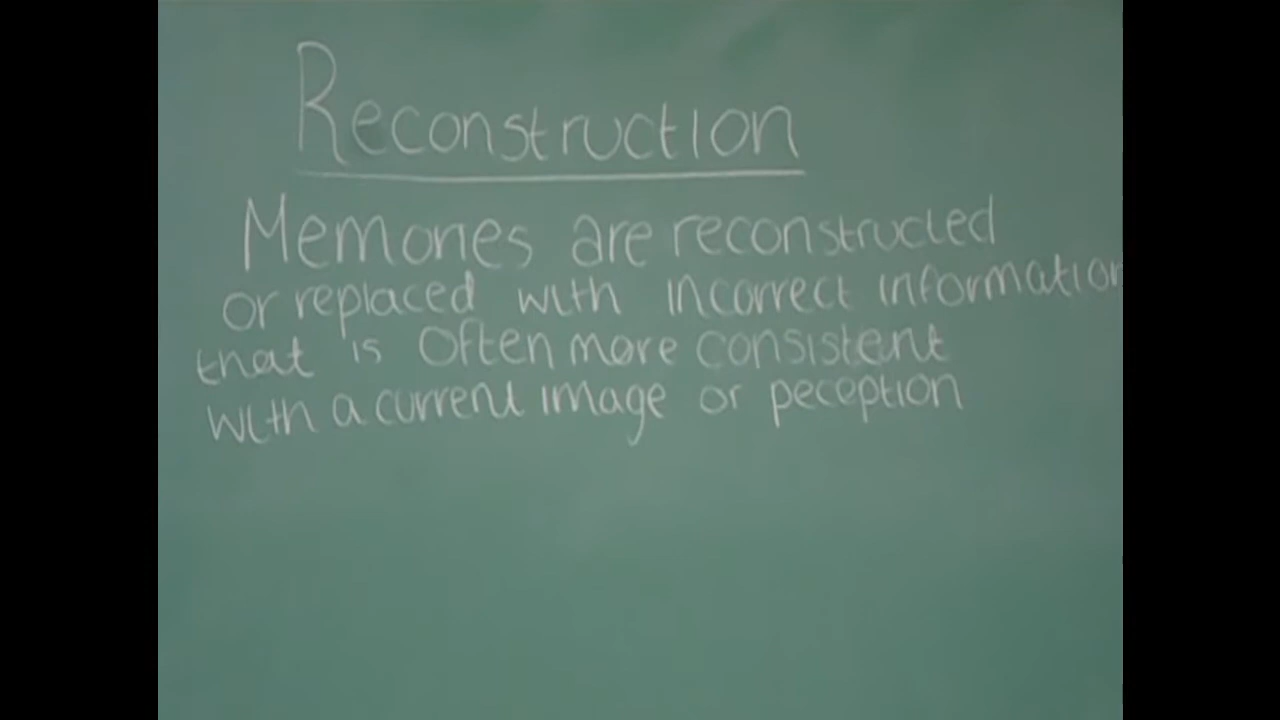 Reconstruction
Memories are reconstructed
or replaced with incorrect information
that is often more consistent
with a current image or peception